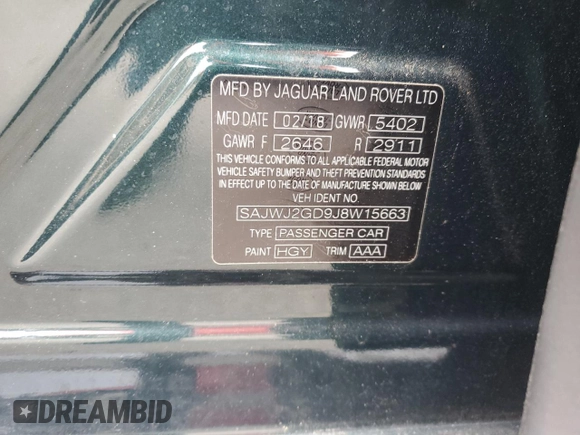 MFD BY JAGUAR LAND ROVER LTD
MFD DATE 02/18 GVWR 5402
GAWR F 2646 R 2911
THIS VEHICLE CONFORMS TO ALL APPLICABLE FEDERAL MOTOR
VEHICLE SAFETY BUMPER AND THEFT PREVENTION STANDARDS
IN EFFECT UP TO THE DATE OF MANUFACTURE SHOWN BELOW
VEH IDENT NO.
SAJWJ2GD9J8W15663
TYPE PASSENGER CAR
PAINT HGY TRIM AAA
DREAMBID